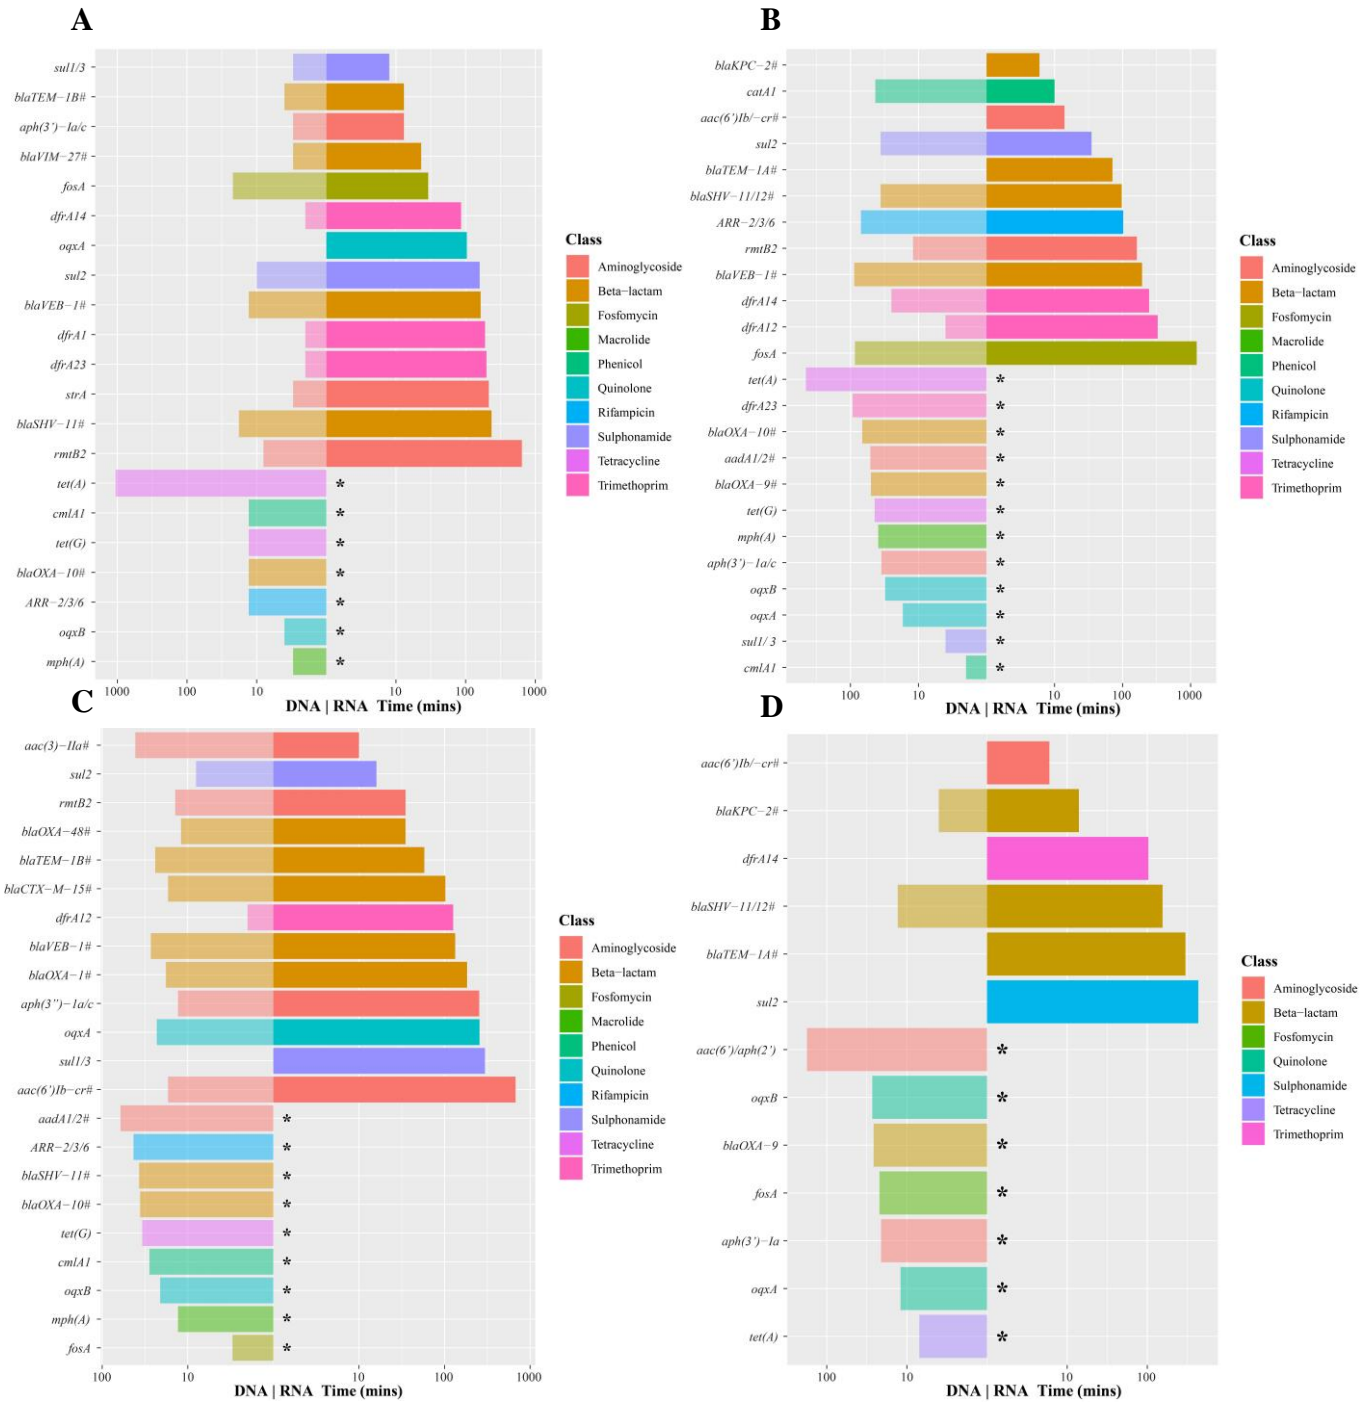 A
sul1/3
blaTEM−1B#
aph(3’)−Ia/c
blaVIM−27#
fosA
dfrA14
oqxA
sul2
blaVEB−1#
dfrA1
dfrA23
strA
blaSHV−11#
rmtB2
tet(A)
*
cmlA1
*
tet(G)
*
blaOXA−10#
*
ARR−2/3/6
*
oqxB
*
mph(A)
*
1000 100 10 10 100 1000
DNA | RNA Time (mins)
Class
Aminoglycoside
Beta−lactam
Fosfomycin
Macrolide
Phenicol
Quinolone
Rifampicin
Sulphonamide
Tetracycline
Trimethoprim
B
blaKPC−2#
catA1
aac(6’)Ib/−cr#
sul2
blaTEM−1A#
blaSHV−11/12#
ARR−2/3/6
rmtB2
blaVEB−1#
dfrA14
dfrA12
fosA
tet(A)
*
dfrA23
*
blaOXA−10#
*
aadA1/2#
*
blaOXA−9#
*
tet(G)
*
mph(A)
*
aph(3’)−1a/c
*
oqxB
*
oqxA
*
sul1/ 3
*
cmlA1
*
100 10 10 100 1000
DNA | RNA Time (mins)
Class
Aminoglycoside
Beta−lactam
Fosfomycin
Macrolide
Phenicol
Quinolone
Rifampicin
Sulphonamide
Tetracycline
Trimethoprim
C
aac(3)−IIa#
sul2
rmtB2
blaOXA−48#
blaTEM−1B#
blaCTX−M−15#
dfrA12
blaVEB−1#
blaOXA−1#
aph(3")−1a/c
oqxA
sul1/3
aac(6’)Ib−cr#
aadA1/2#
*
ARR−2/3/6
*
blaSHV−11#
*
blaOXA−10#
*
tet(G)
*
cmlA1
*
oqxB
*
mph(A)
*
fosA
*
100 10 10 100 1000
DNA | RNA Time (mins)
Class
Aminoglycoside
Beta−lactam
Fosfomycin
Macrolide
Phenicol
Quinolone
Rifampicin
Sulphonamide
Tetracycline
Trimethoprim
D
aac(6’)Ib/−cr#
blaKPC−2#
dfrA14
blaSHV−11/12#
blaTEM−1A#
sul2
aac(6’)/aph(2’)
*
oqxB
*
blaOXA−9
*
fosA
*
aph(3’)−Ia
*
oqxA
*
tet(A)
*
100 10 10 100
DNA | RNA Time (mins)
Class
Aminoglycoside
Beta−lactam
Fosfomycin
Quinolone
Sulphonamide
Tetracycline
Trimethoprim